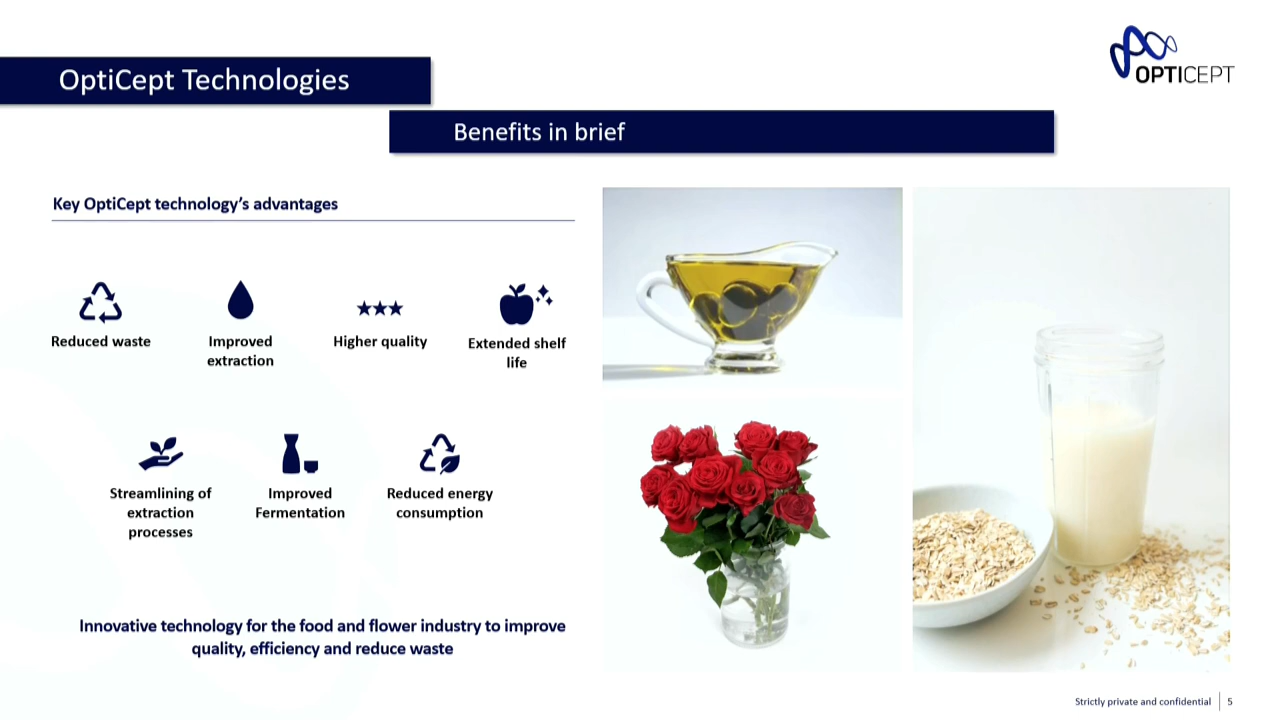 OPTICEPT
OptiCept Technologies
Benefits in brief
Key OptiCept technology’s advantages
Reduced waste
Improved
extraction
Higher quality
Extended shelf
life
Streamlining of
extraction
processes
Improved
Fermentation
Reduced energy
consumption
Innovative technology for the food and flower industry to improve
quality, efficiency and reduce waste
Strictly private and confidential
5